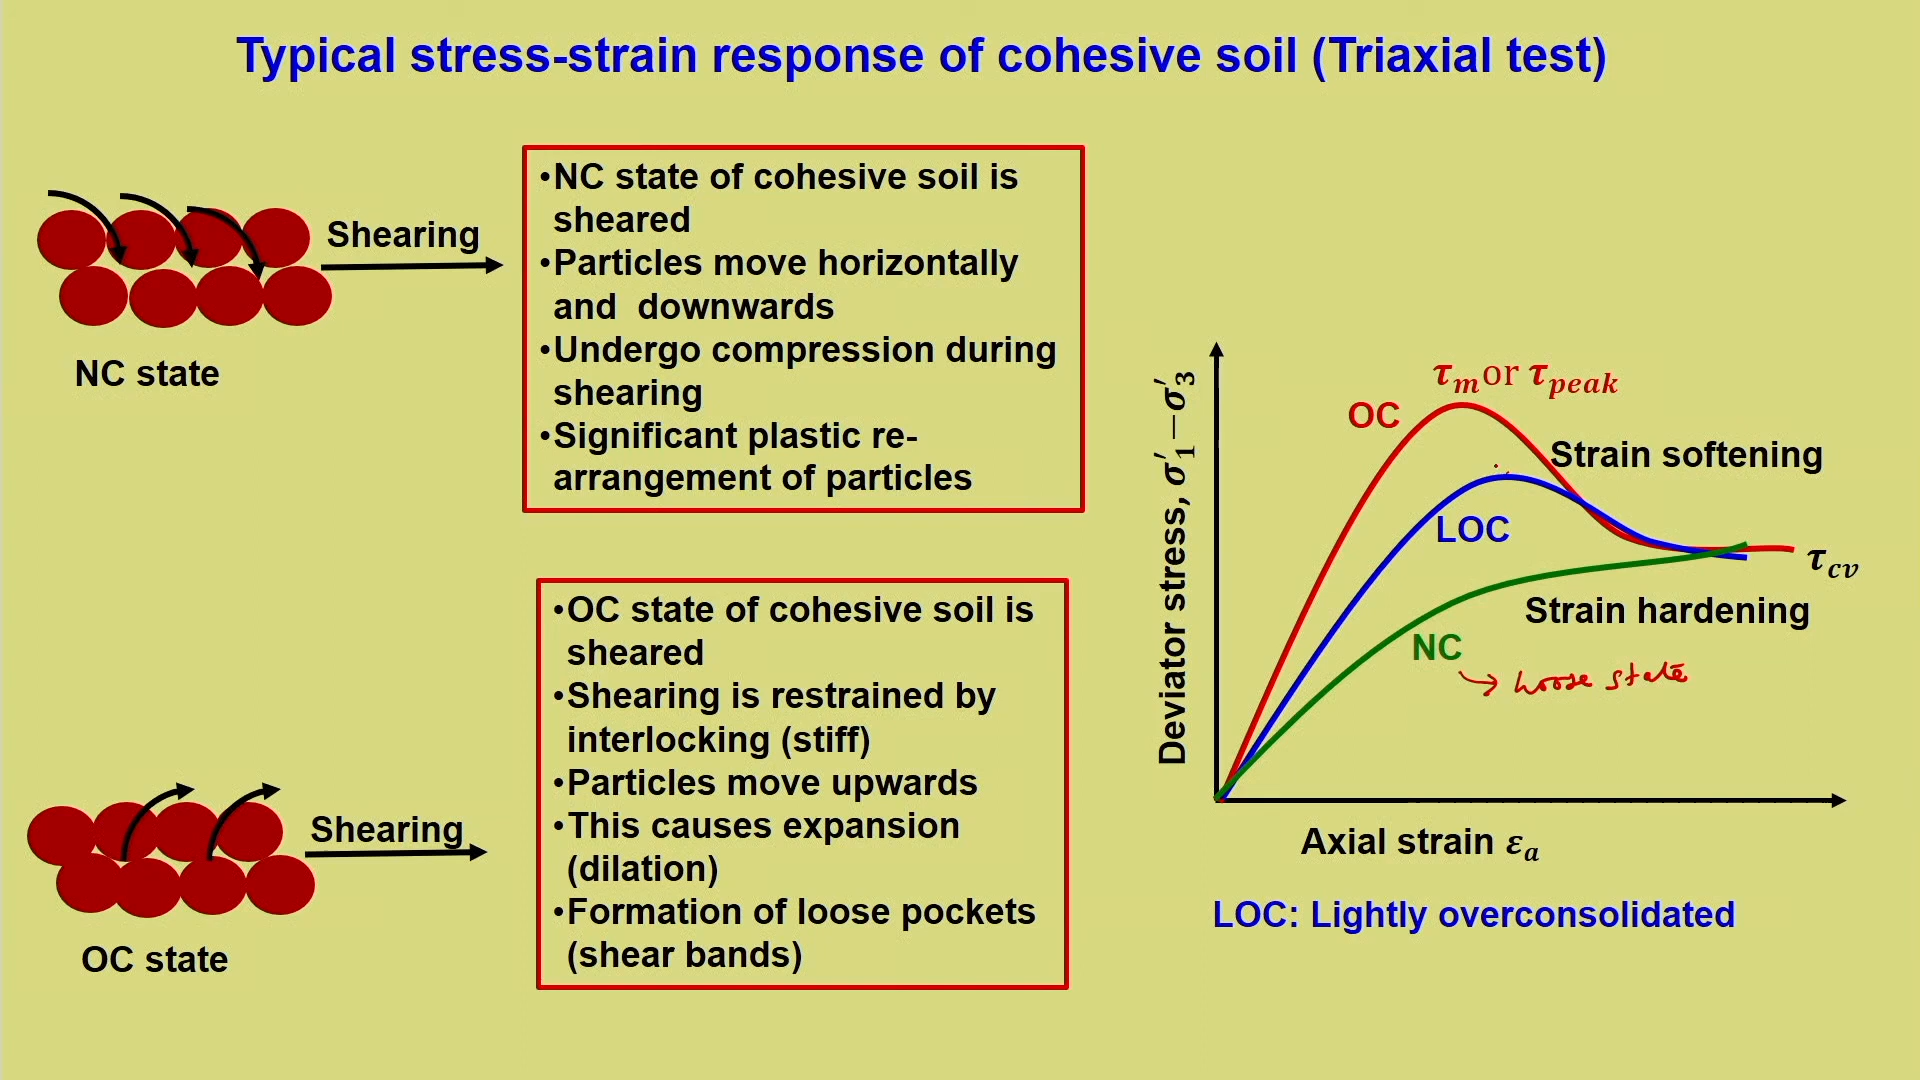 Typical stress-strain response of cohesive soil (Triaxial test)
Shearing
NC state
•NC state of cohesive soil is
sheared
•Particles move horizontally
and downwards
•Undergo compression during
shearing
•Significant plastic re-
arrangement of particles
Shearing
OC state
•OC state of cohesive soil is
sheared
•Shearing is restrained by
interlocking (stiff)
•Particles move upwards
•This causes expansion
(dilation)
•Formation of loose pockets
(shear bands)
Deviator stress, σ′₁−σ′₃
τₘ or τ_peak
OC
Strain softening
LOC
τ_cv
Strain hardening
NC
→ loose state
Axial strain εₐ
LOC: Lightly overconsolidated